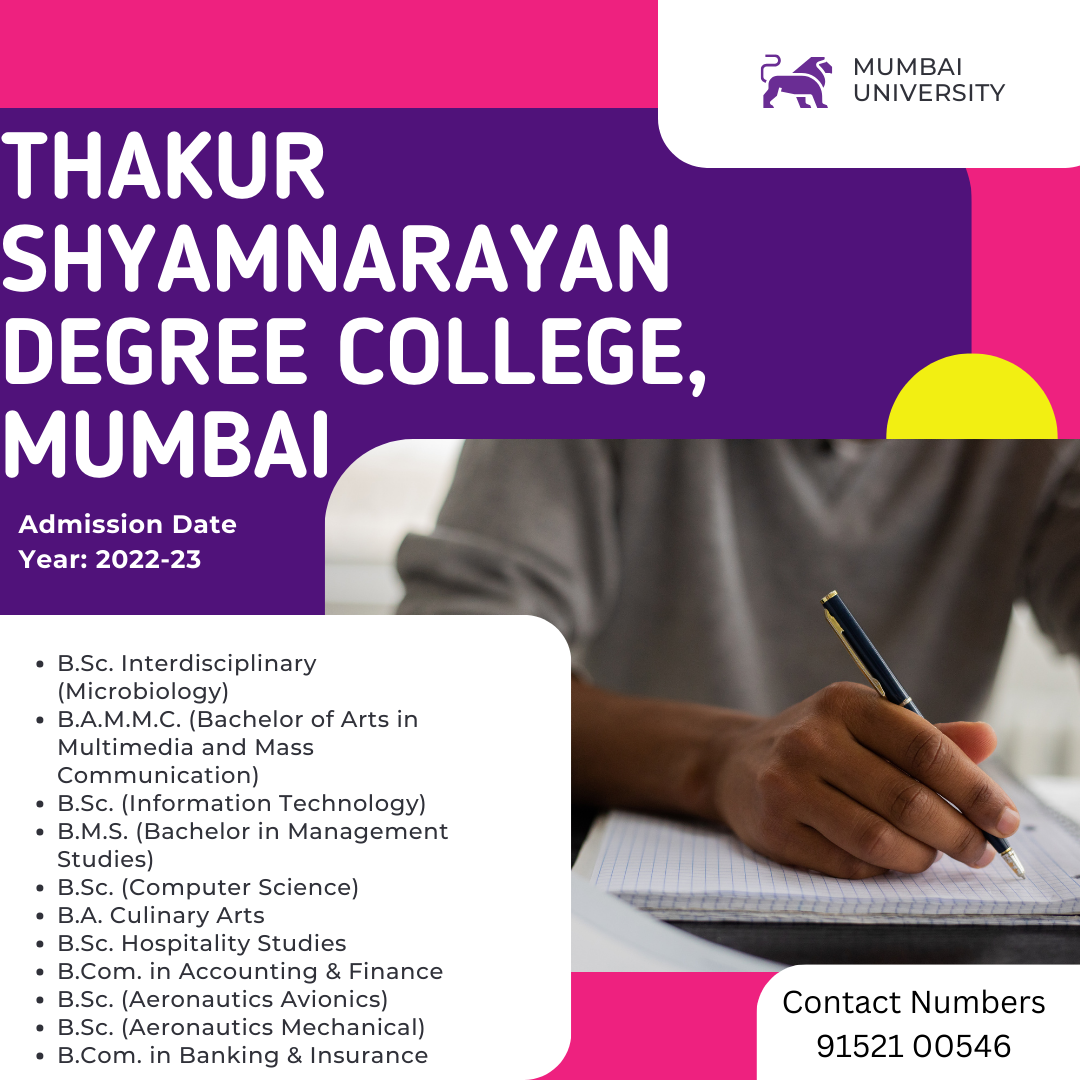 MUMBAI
UNIVERSITY
THAKUR
SHYAMNARAYAN
DEGREE COLLEGE,
MUMBAI
Admission Date
Year: 2022-23
• B.Sc. Interdisciplinary
(Microbiology)
• B.A.M.M.C. (Bachelor of Arts in
Multimedia and Mass
Communication)
• B.Sc. (Information Technology)
• B.M.S. (Bachelor in Management
Studies)
• B.Sc. (Computer Science)
• B.A. Culinary Arts
• B.Sc. Hospitality Studies
• B.Com. in Accounting & Finance
• B.Sc. (Aeronautics Avionics)
• B.Sc. (Aeronautics Mechanical)
• B.Com. in Banking & Insurance
Contact Numbers
91521 00546